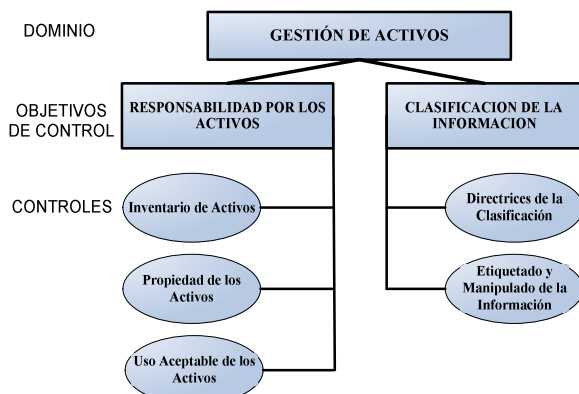 DOMINIO
GESTIÓN DE ACTIVOS
OBJETIVOS
DE CONTROL
RESPONSABILIDAD POR LOS
ACTIVOS
CLASIFICACION DE LA
INFORMACION
CONTROLES
Inventario de Activos
Propiedad de los
Activos
Uso Aceptable de los
Activos
Directrices de la
Clasificación
Etiquetado y
Manipulado de la
Información